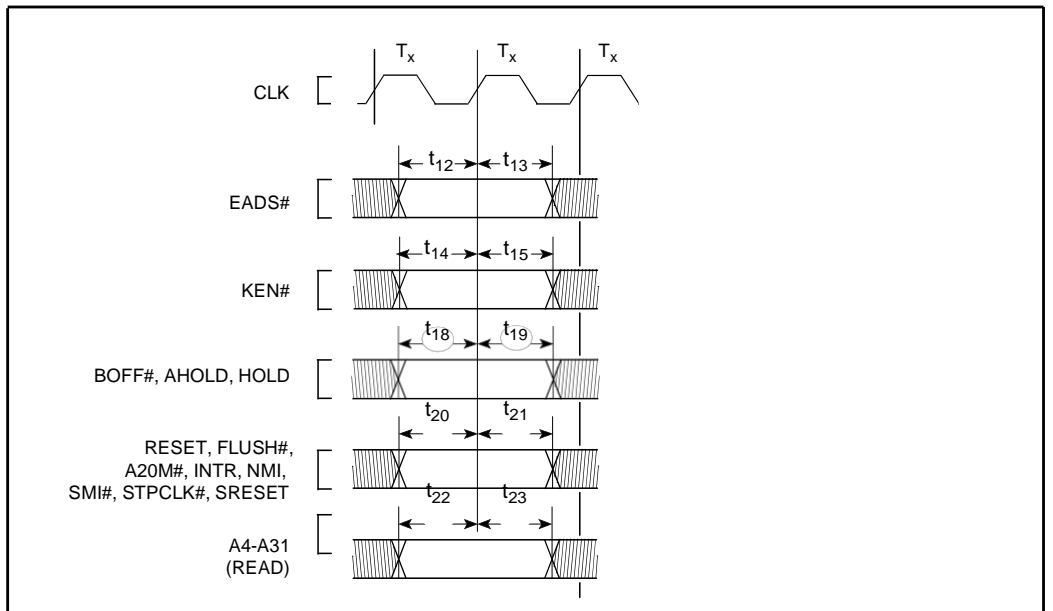 Tx Tx Tx
CLK
t12 t13
EADS#
t14 t15
KEN#
t18 t19
BOFF#, AHOLD, HOLD
t20 t21
RESET, FLUSH#,
A20M#, INTR, NMI,
SMI#, STPCLK#, SRESET
t22 t23
A4-A31
(READ)